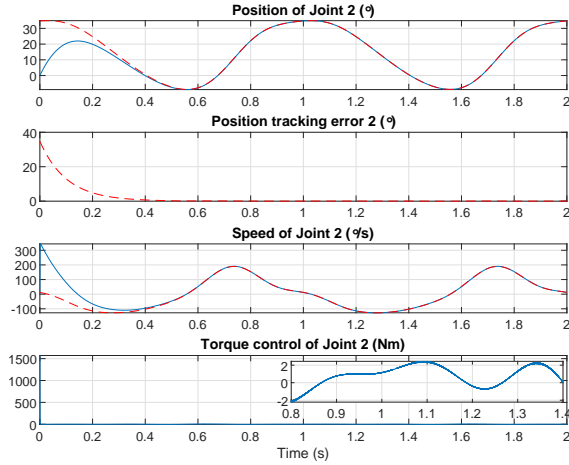 Position of Joint 2 (°)
30
20
10
0
0 0.2 0.4 0.6 0.8 1 1.2 1.4 1.6 1.8 2
Position tracking error 2 (°)
40
20
0
0 0.2 0.4 0.6 0.8 1 1.2 1.4 1.6 1.8 2
Speed of Joint 2 (°/s)
300
200
100
0
-100
0 0.2 0.4 0.6 0.8 1 1.2 1.4 1.6 1.8 2
Torque control of Joint 2 (Nm)
1500
1000
500
0
2
0
2
0.8 0.9 1 1.1 1.2 1.3 1.4
0 0.2 0.4 0.6 0.8 1 1.2 1.4 1.6 1.8 2
Time (s)